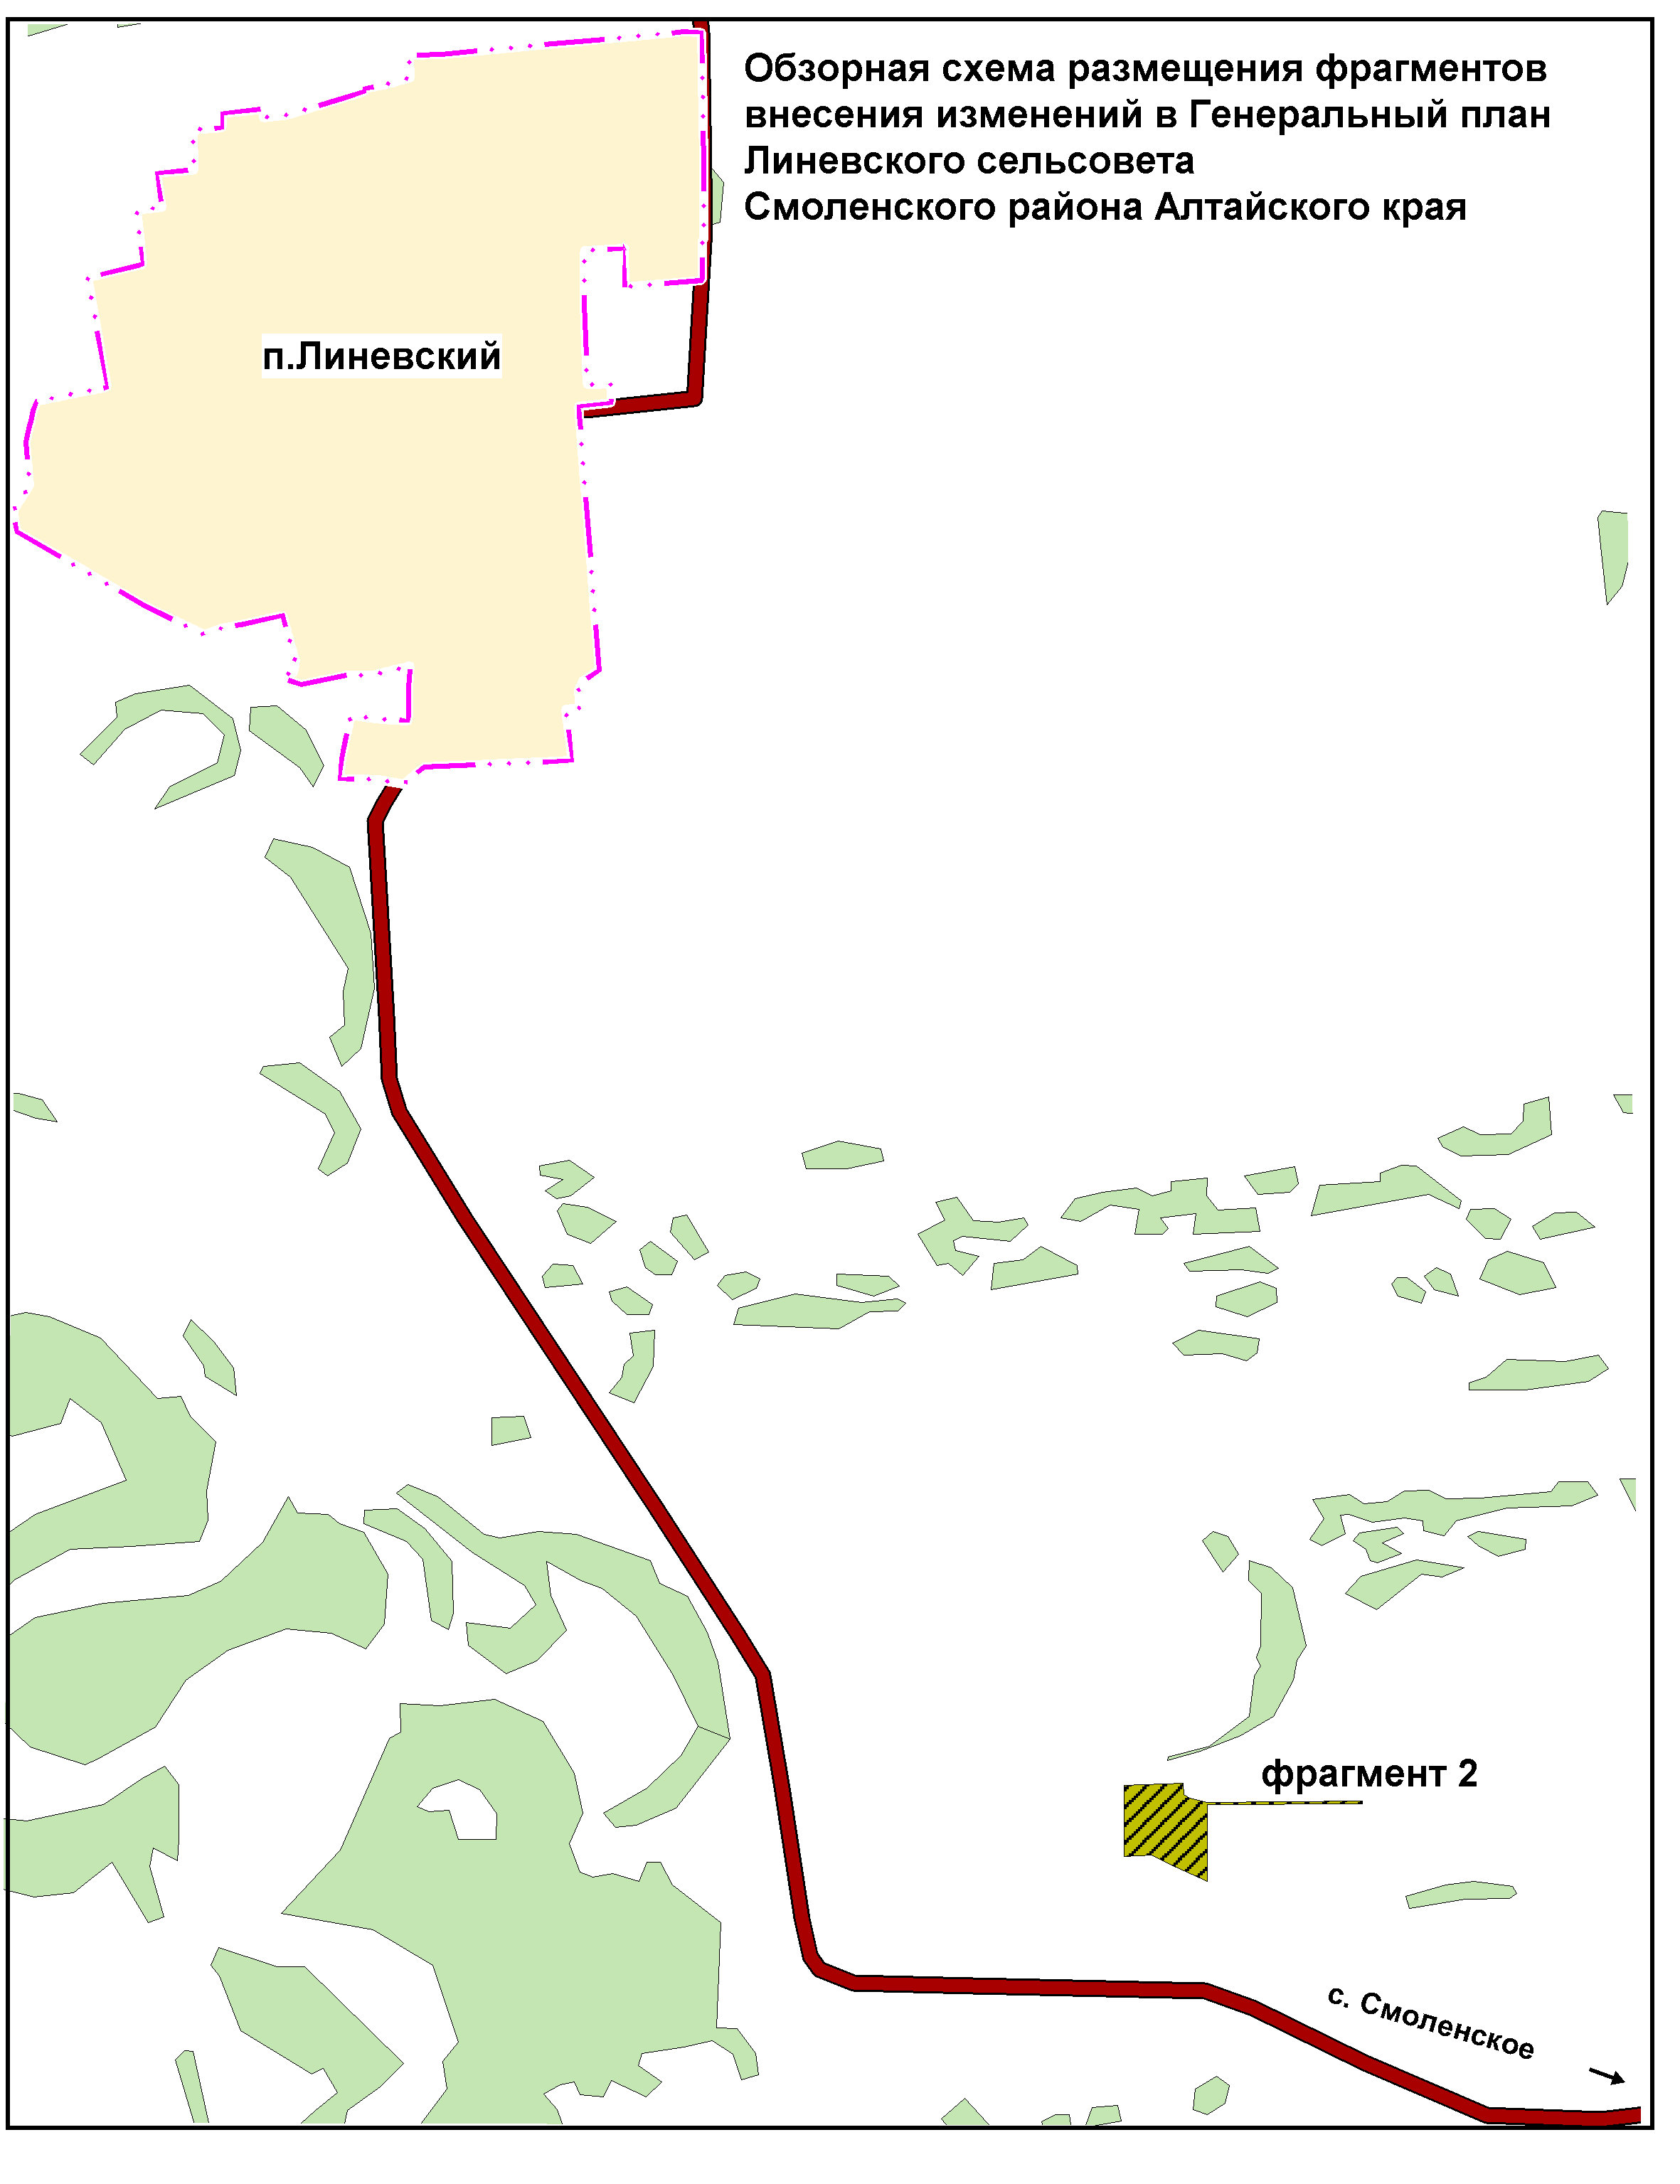 Обзорная схема размещения фрагментов
внесения изменений в Генеральный план
Линевского сельсовета
Смоленского района Алтайского края
п.Линевский
фрагмент 2
с. Смоленское